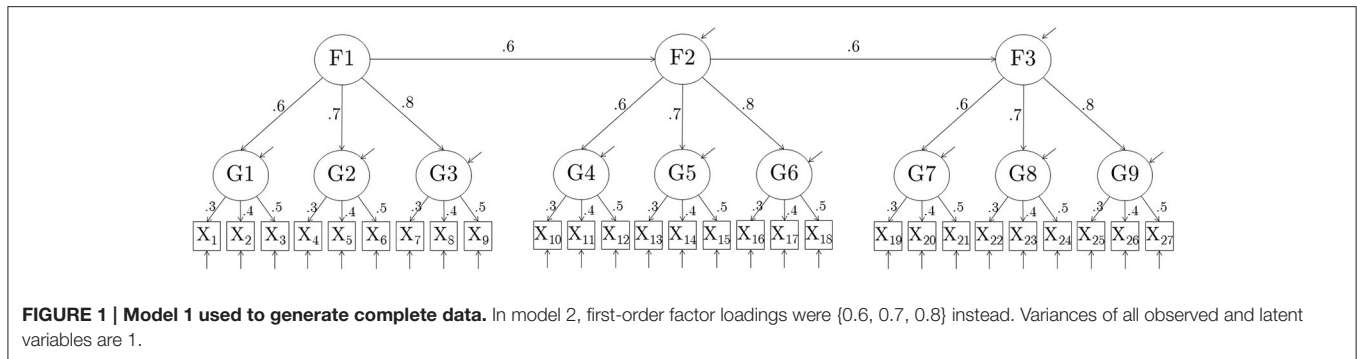 F1 .6 F2 .6 F3
.6 .7 .8 .6 .7 .8 .6 .7 .8
G1 G2 G3 G4 G5 G6 G7 G8 G9
.3 .4 .5 .3 .4 .5 .3 .4 .5 .3 .4 .5 .3 .4 .5 .3 .4 .5 .3 .4 .5 .3 .4 .5 .3 .4 .5
X₁ X₂ X₃ X₄ X₅ X₆ X₇ X₈ X₉ X₁₀ X₁₁ X₁₂ X₁₃ X₁₄ X₁₅ X₁₆ X₁₇ X₁₈ X₁₉ X₂₀ X₂₁ X₂₂ X₂₃ X₂₄ X₂₅ X₂₆ X₂₇
FIGURE 1 | Model 1 used to generate complete data. In model 2, first-order factor loadings were {0.6, 0.7, 0.8} instead. Variances of all observed and latent
variables are 1.